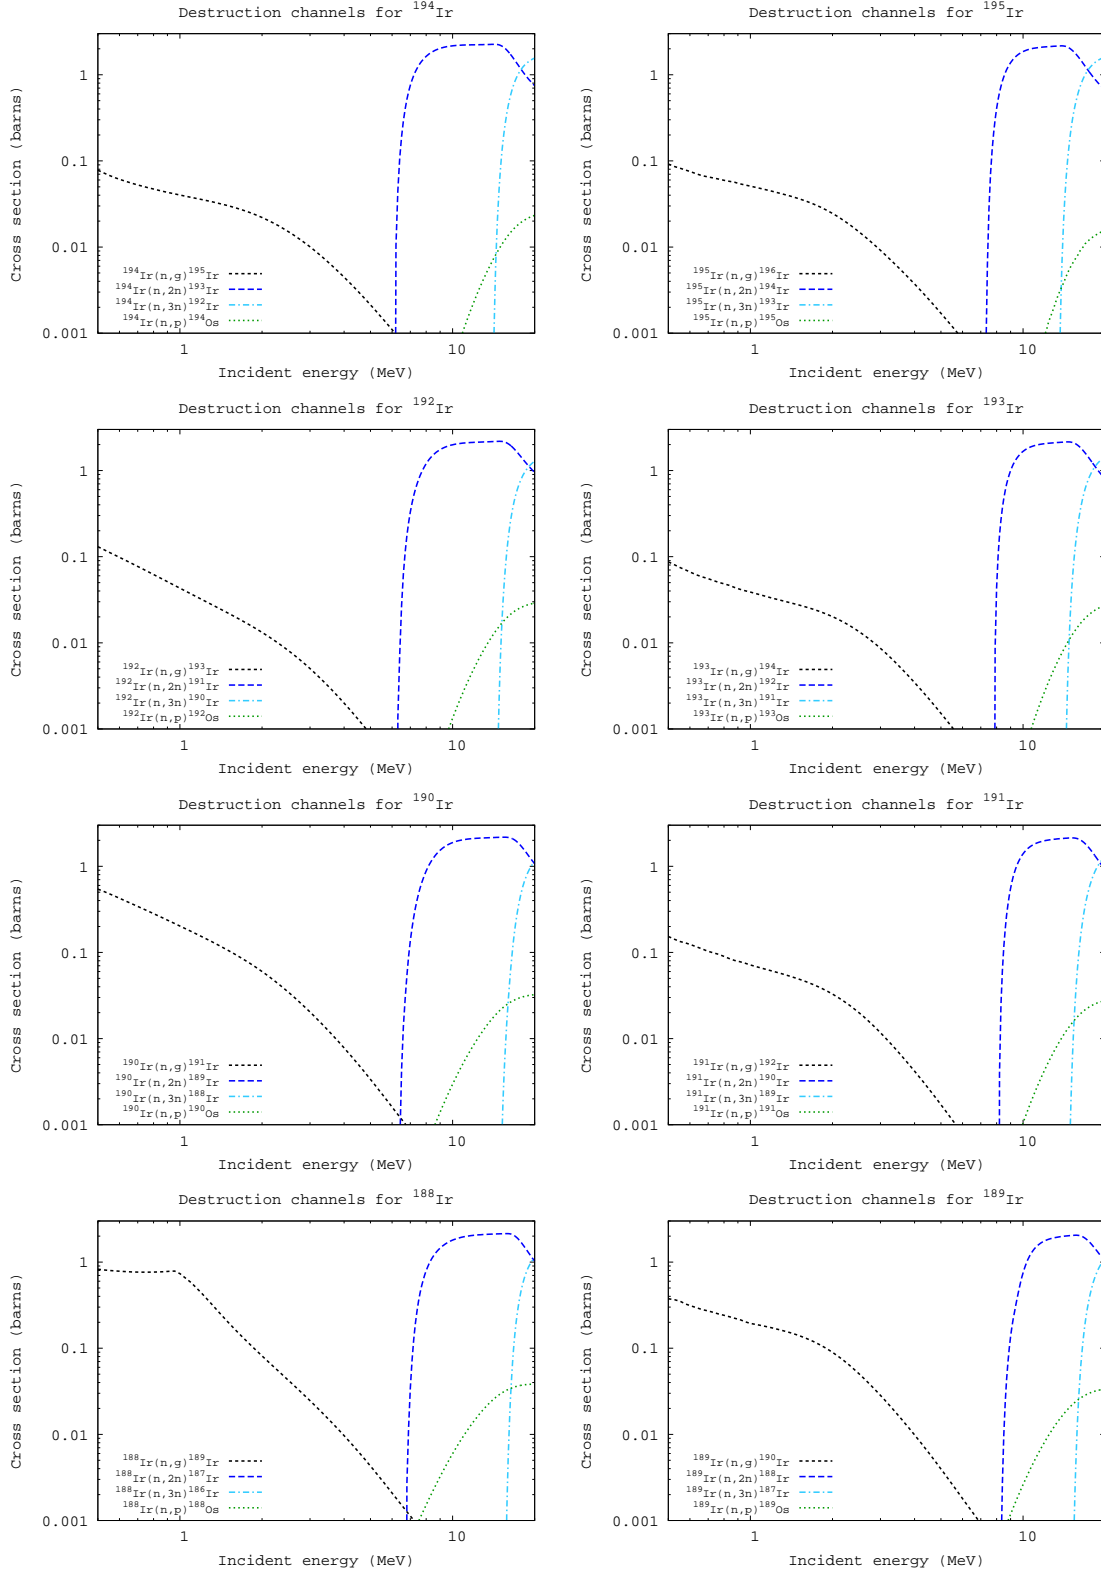 Destruction channels for ¹⁹⁴Ir
Cross section (barns)
1
0.1
0.01
0.001
¹⁹⁴Ir(n,g)¹⁹⁵Ir
¹⁹⁴Ir(n,2n)¹⁹³Ir
¹⁹⁴Ir(n,3n)¹⁹²Ir
¹⁹⁴Ir(n,p)¹⁹⁴Os
1 10
Incident energy (MeV)
Destruction channels for ¹⁹⁵Ir
Cross section (barns)
1
0.1
0.01
0.001
¹⁹⁵Ir(n,g)¹⁹⁶Ir
¹⁹⁵Ir(n,2n)¹⁹⁴Ir
¹⁹⁵Ir(n,3n)¹⁹³Ir
¹⁹⁵Ir(n,p)¹⁹⁵Os
1 10
Incident energy (MeV)
Destruction channels for ¹⁹²Ir
Cross section (barns)
1
0.1
0.01
0.001
¹⁹²Ir(n,g)¹⁹³Ir
¹⁹²Ir(n,2n)¹⁹¹Ir
¹⁹²Ir(n,3n)¹⁹⁰Ir
¹⁹²Ir(n,p)¹⁹²Os
1 10
Incident energy (MeV)
Destruction channels for ¹⁹³Ir
Cross section (barns)
1
0.1
0.01
0.001
¹⁹³Ir(n,g)¹⁹⁴Ir
¹⁹³Ir(n,2n)¹⁹²Ir
¹⁹³Ir(n,3n)¹⁹¹Ir
¹⁹³Ir(n,p)¹⁹³Os
1 10
Incident energy (MeV)
Destruction channels for ¹⁹⁰Ir
Cross section (barns)
1
0.1
0.01
0.001
¹⁹⁰Ir(n,g)¹⁹¹Ir
¹⁹⁰Ir(n,2n)¹⁸⁹Ir
¹⁹⁰Ir(n,3n)¹⁸⁸Ir
¹⁹⁰Ir(n,p)¹⁹⁰Os
1 10
Incident energy (MeV)
Destruction channels for ¹⁹¹Ir
Cross section (barns)
1
0.1
0.01
0.001
¹⁹¹Ir(n,g)¹⁹²Ir
¹⁹¹Ir(n,2n)¹⁹⁰Ir
¹⁹¹Ir(n,3n)¹⁸⁹Ir
¹⁹¹Ir(n,p)¹⁹¹Os
1 10
Incident energy (MeV)
Destruction channels for ¹⁸⁸Ir
Cross section (barns)
1
0.1
0.01
0.001
¹⁸⁸Ir(n,g)¹⁸⁹Ir
¹⁸⁸Ir(n,2n)¹⁸⁷Ir
¹⁸⁸Ir(n,3n)¹⁸⁶Ir
¹⁸⁸Ir(n,p)¹⁸⁸Os
1 10
Incident energy (MeV)
Destruction channels for ¹⁸⁹Ir
Cross section (barns)
1
0.1
0.01
0.001
¹⁸⁹Ir(n,g)¹⁹⁰Ir
¹⁸⁹Ir(n,2n)¹⁸⁸Ir
¹⁸⁹Ir(n,3n)¹⁸⁷Ir
¹⁸⁹Ir(n,p)¹⁸⁹Os
1 10
Incident energy (MeV)